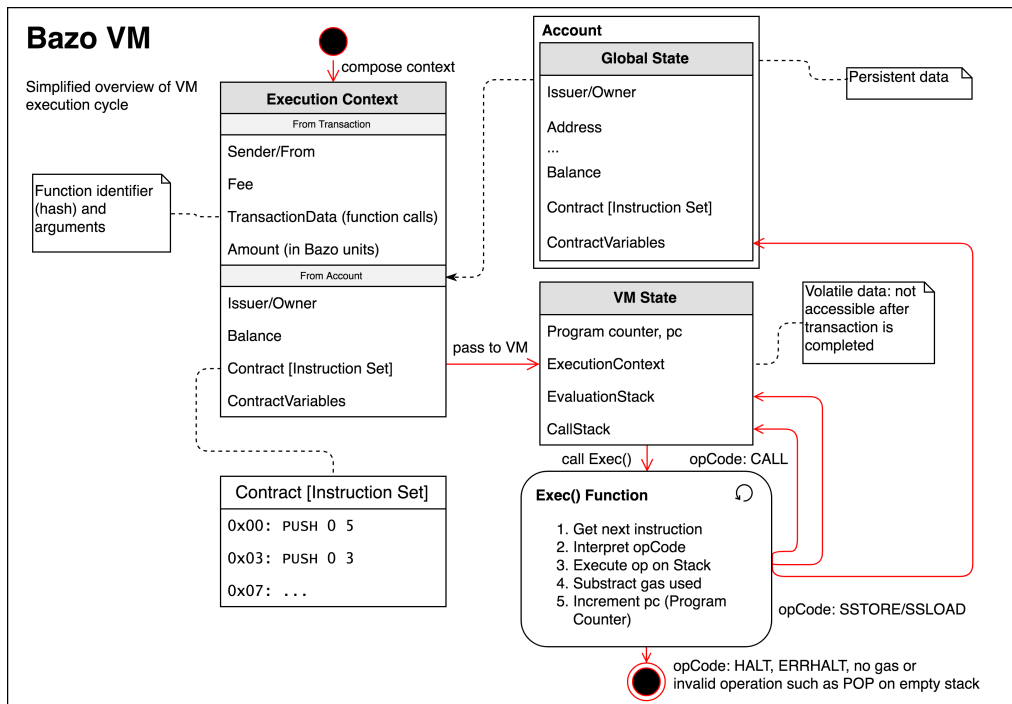 Bazo VM
Simplified overview of VM
execution cycle
compose context
Execution Context
From Transaction
Sender/From
Fee
TransactionData (function calls)
Amount (in Bazo units)
From Account
Issuer/Owner
Balance
Contract [Instruction Set]
ContractVariables
Function identifier
(hash) and
arguments
Account
Global State
Issuer/Owner
Address
...
Balance
Contract [Instruction Set]
ContractVariables
Persistent data
pass to VM
VM State
Program counter, pc
ExecutionContext
EvaluationStack
CallStack
Volatile data: not
accessible after
transaction is
completed
call Exec()
opCode: CALL
Contract [Instruction Set]
0x00: PUSH 0 5
0x03: PUSH 0 3
0x07: ...
Exec() Function
1. Get next instruction
2. Interpret opCode
3. Execute op on Stack
4. Substract gas used
5. Increment pc (Program
Counter)
opCode: SSTORE/SSLOAD
opCode: HALT, ERRHALT, no gas or
invalid operation such as POP on empty stack